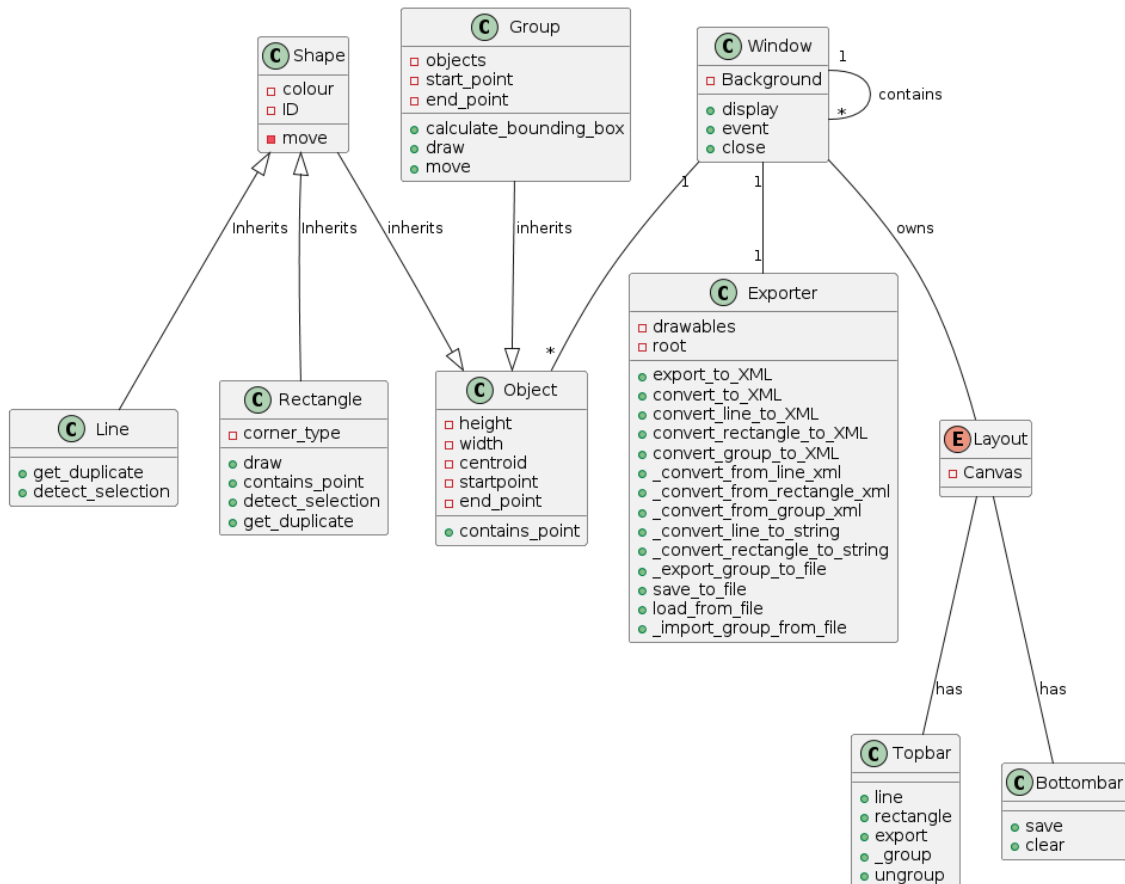 C Shape
colour
ID
move
C Group
objects
start_point
end_point
calculate_bounding_box
draw
move
C Window
Background
display
event
close
1
*
contains
Inherits
Inherits
inherits
inherits
1
*
1
1
owns
C Line
get_duplicate
detect_selection
C Rectangle
corner_type
draw
contains_point
detect_selection
get_duplicate
C Object
height
width
centroid
startpoint
end_point
contains_point
C Exporter
drawables
root
export_to_XML
convert_to_XML
convert_line_to_XML
convert_rectangle_to_XML
convert_group_to_XML
_convert_from_line_xml
_convert_from_rectangle_xml
_convert_from_group_xml
_convert_line_to_string
_convert_rectangle_to_string
_export_group_to_file
save_to_file
load_from_file
_import_group_from_file
E Layout
Canvas
has
has
C Topbar
line
rectangle
export
_group
ungroup
C Bottombar
save
clear